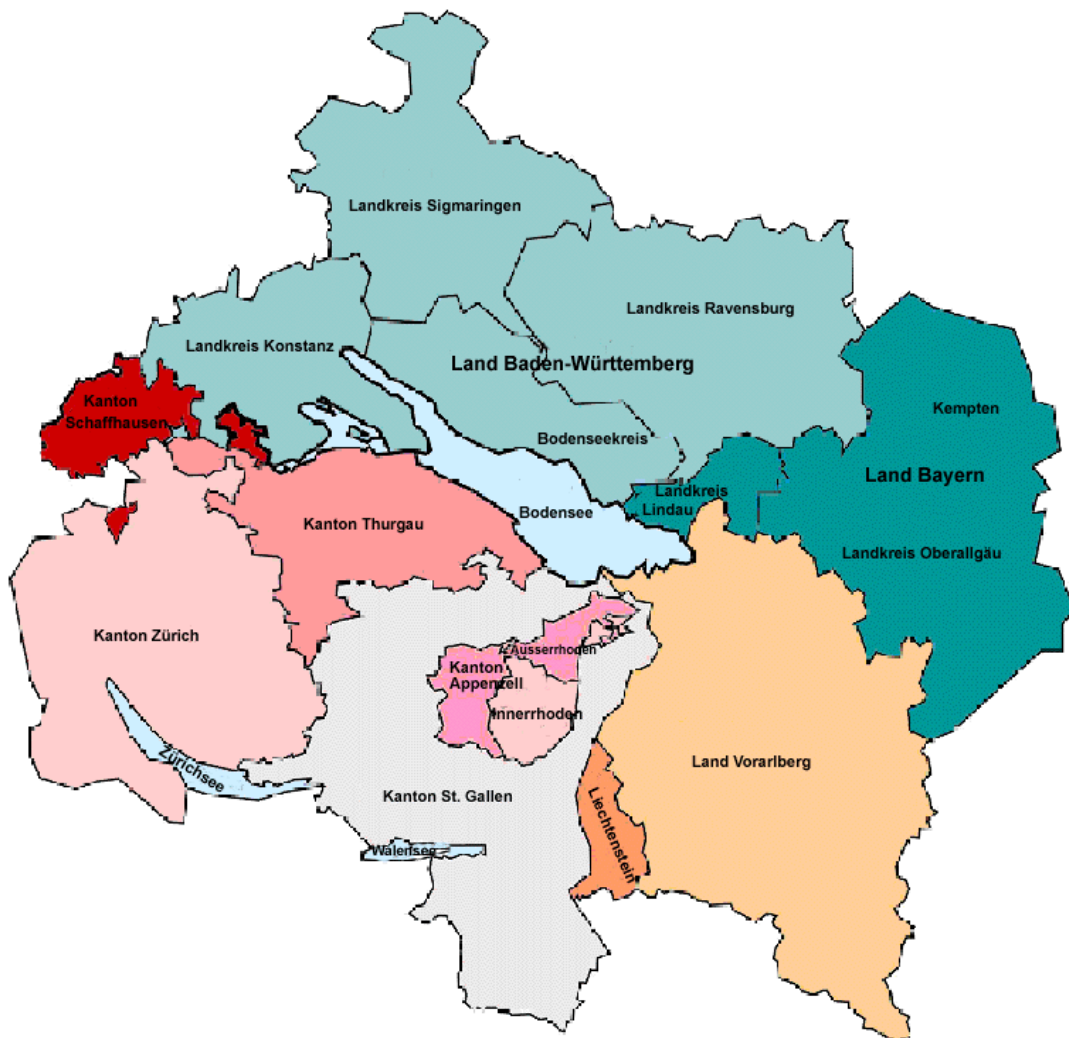 Landkreis Sigmaringen
Landkreis Ravensburg
Landkreis Konstanz
Land Baden-Württemberg
Kanton
Schaffhausen
Kempten
Bodenseekreis
Land Bayern
Landkreis
Lindau
Bodensee
Kanton Thurgau
Landkreis Oberallgäu
Kanton Zürich
A.Ausserrhoden
Kanton
Appenzell
Innerrhoden
Zürichsee
Land Vorarlberg
Kanton St. Gallen
Liechtenstein
Walensee